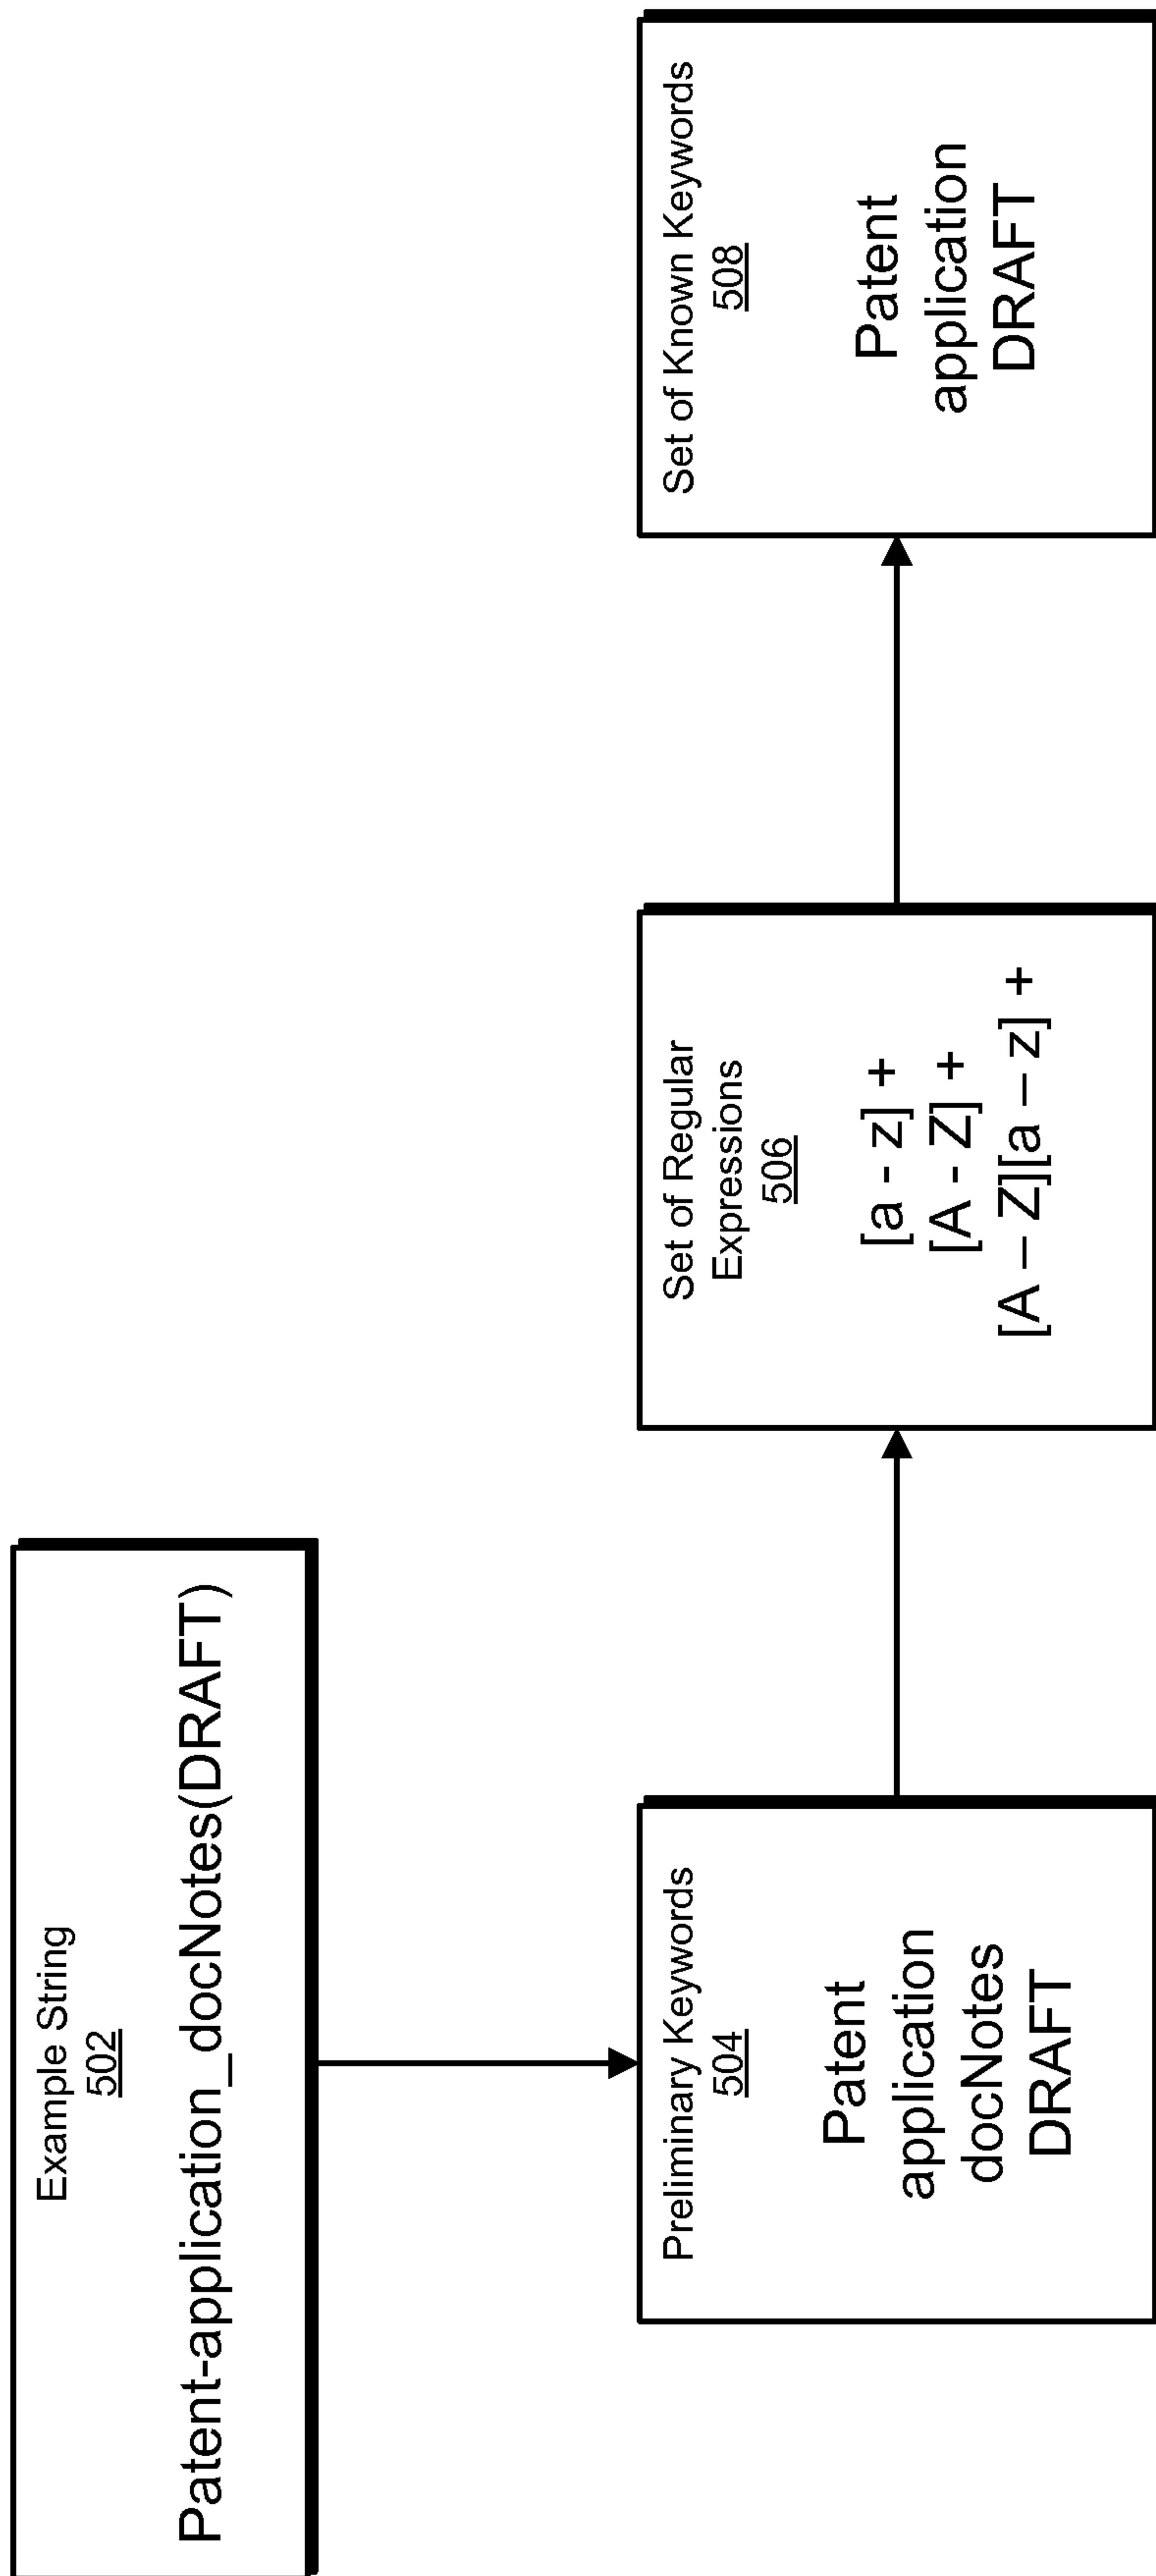 Example String
502
Patent-application_docNotes(DRAFT)
Preliminary Keywords
504
Patent
application
docNotes
DRAFT
Set of Regular
Expressions
506
[a - z] +
[A - Z] +
[A – Z][a – z] +
Set of Known Keywords
508
Patent
application
DRAFT